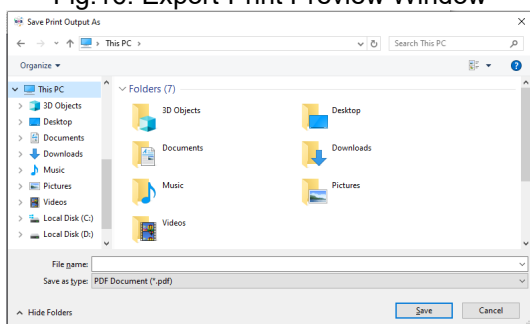 Fig.16. Export Print Preview Window
Save Print Output As
This PC
Search This PC
Organize
This PC
3D Objects
Desktop
Documents
Downloads
Music
Pictures
Videos
Local Disk (C:)
Local Disk (D:)
Folders (7)
3D Objects
Desktop
Documents
Downloads
Music
Pictures
Videos
File name:
Save as type: PDF Document (*.pdf)
Hide Folders
Save
Cancel